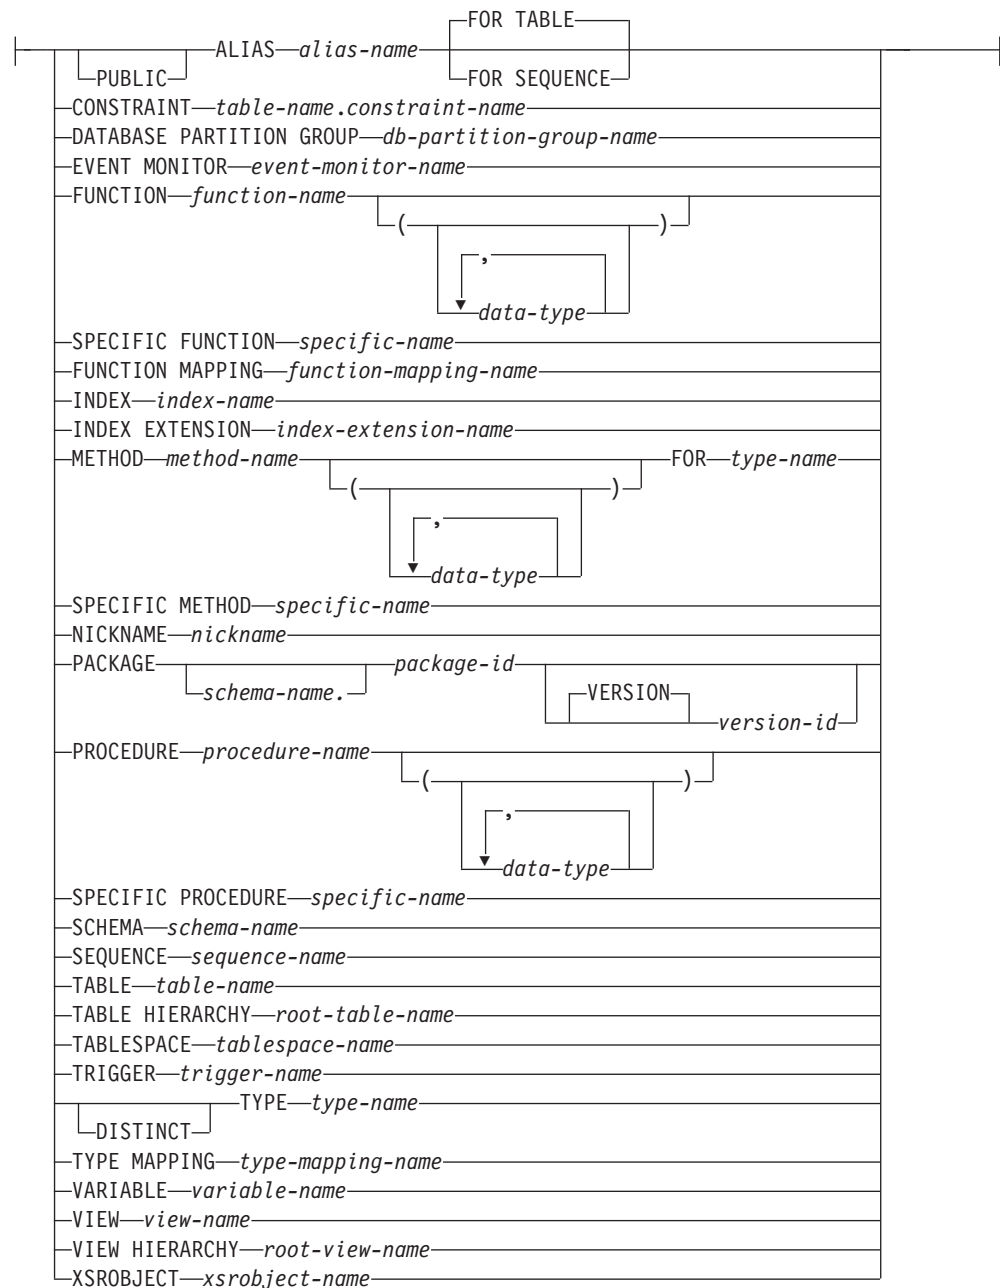 FOR TABLE
ALIAS alias-name
PUBLIC FOR SEQUENCE
CONSTRAINT table-name.constraint-name
DATABASE PARTITION GROUP db-partition-group-name
EVENT MONITOR event-monitor-name
FUNCTION function-name
( )
,
data-type
SPECIFIC FUNCTION specific-name
FUNCTION MAPPING function-mapping-name
INDEX index-name
INDEX EXTENSION index-extension-name
METHOD method-name FOR type-name
( )
,
data-type
SPECIFIC METHOD specific-name
NICKNAME nickname
PACKAGE package-id
schema-name. VERSION
version-id
PROCEDURE procedure-name
( )
,
data-type
SPECIFIC PROCEDURE specific-name
SCHEMA schema-name
SEQUENCE sequence-name
TABLE table-name
TABLE HIERARCHY root-table-name
TABLESPACE tablespace-name
TRIGGER trigger-name
TYPE type-name
DISTINCT
TYPE MAPPING type-mapping-name
VARIABLE variable-name
VIEW view-name
VIEW HIERARCHY root-view-name
XSROBJECT xsrobject-name